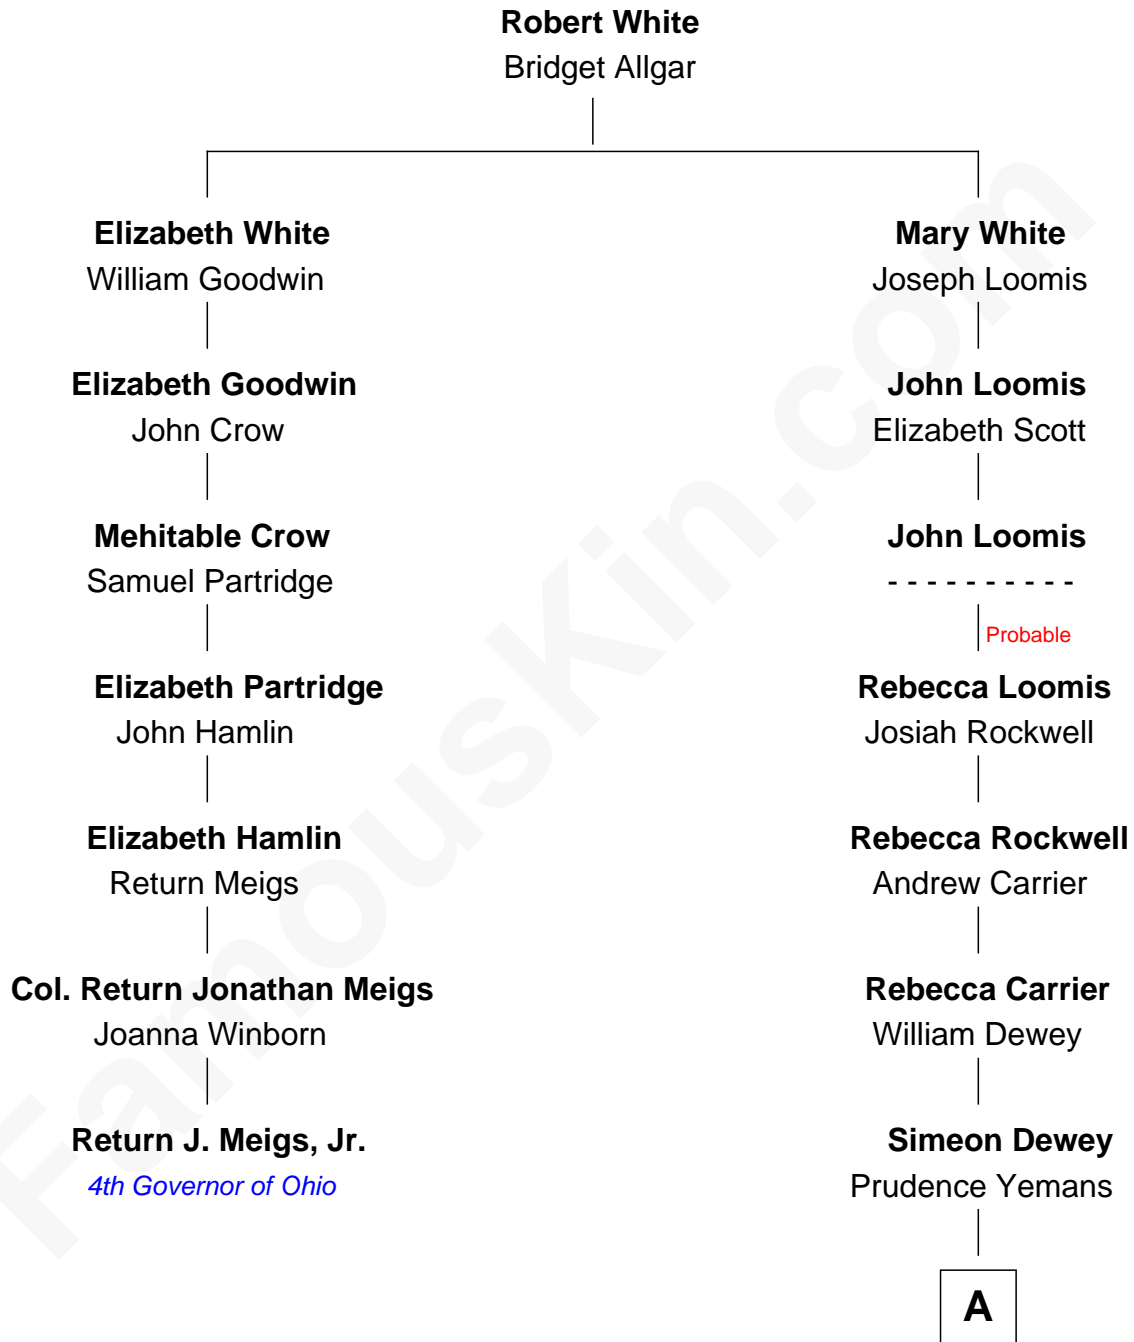 Robert White
Bridget Allgar
Elizabeth White
William Goodwin
Mary White
Joseph Loomis
Elizabeth Goodwin
John Crow
John Loomis
Elizabeth Scott
Mehitable Crow
Samuel Partridge
John Loomis
- - - - - - - - - -
Probable
Elizabeth Partridge
John Hamlin
Rebecca Loomis
Josiah Rockwell
Elizabeth Hamlin
Return Meigs
Rebecca Rockwell
Andrew Carrier
Col. Return Jonathan Meigs
Joanna Winborn
Rebecca Carrier
William Dewey
Return J. Meigs, Jr.
4th Governor of Ohio
Simeon Dewey
Prudence Yemans
A
FamousKin.com